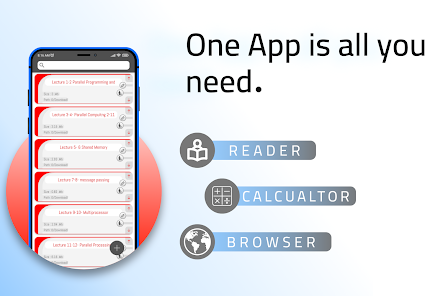 One App is all you
need.
READER
CALCUALTOR
BROWSER
Lecture 1-2 Parallel Programming and
Lecture 3-4- Parallel Computing 2-11
Lecture 5- 6 Shared Memory
Lecture 7-8- message passing
Lecture 9-10- Multiprocessor
Lecture 11-12- Parallel Processor